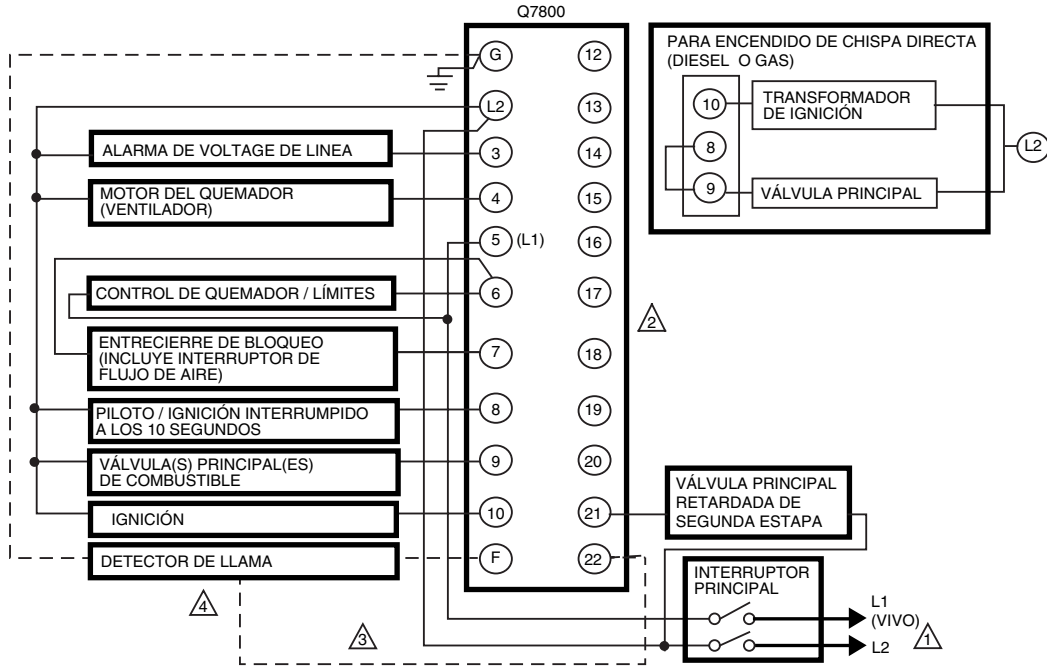 Q7800
G
12
L2
13
ALARMA DE VOLTAGE DE LINEA
3
14
MOTOR DEL QUEMADOR
(VENTILADOR)
4
15
5
(L1)
16
CONTROL DE QUEMADOR / LÍMITES
6
17
2
ENTRECIERRE DE BLOQUEO
(INCLUYE INTERRUPTOR DE
FLUJO DE AIRE)
7
18
PILOTO / IGNICIÓN INTERRUMPIDO
A LOS 10 SEGUNDOS
8
19
VÁLVULA(S) PRINCIPAL(ES)
DE COMBUSTIBLE
9
20
IGNICIÓN
10
21
DETECTOR DE LLAMA
F
22
4
3
PARA ENCENDIDO DE CHISPA DIRECTA
(DIESEL O GAS)
10
TRANSFORMADOR
DE IGNICIÓN
8
L2
9
VÁLVULA PRINCIPAL
VÁLVULA PRINCIPAL
RETARDADA DE
SEGUNDA ESTAPA
INTERRUPTOR
PRINCIPAL
L1
(VIVO)
1
L2